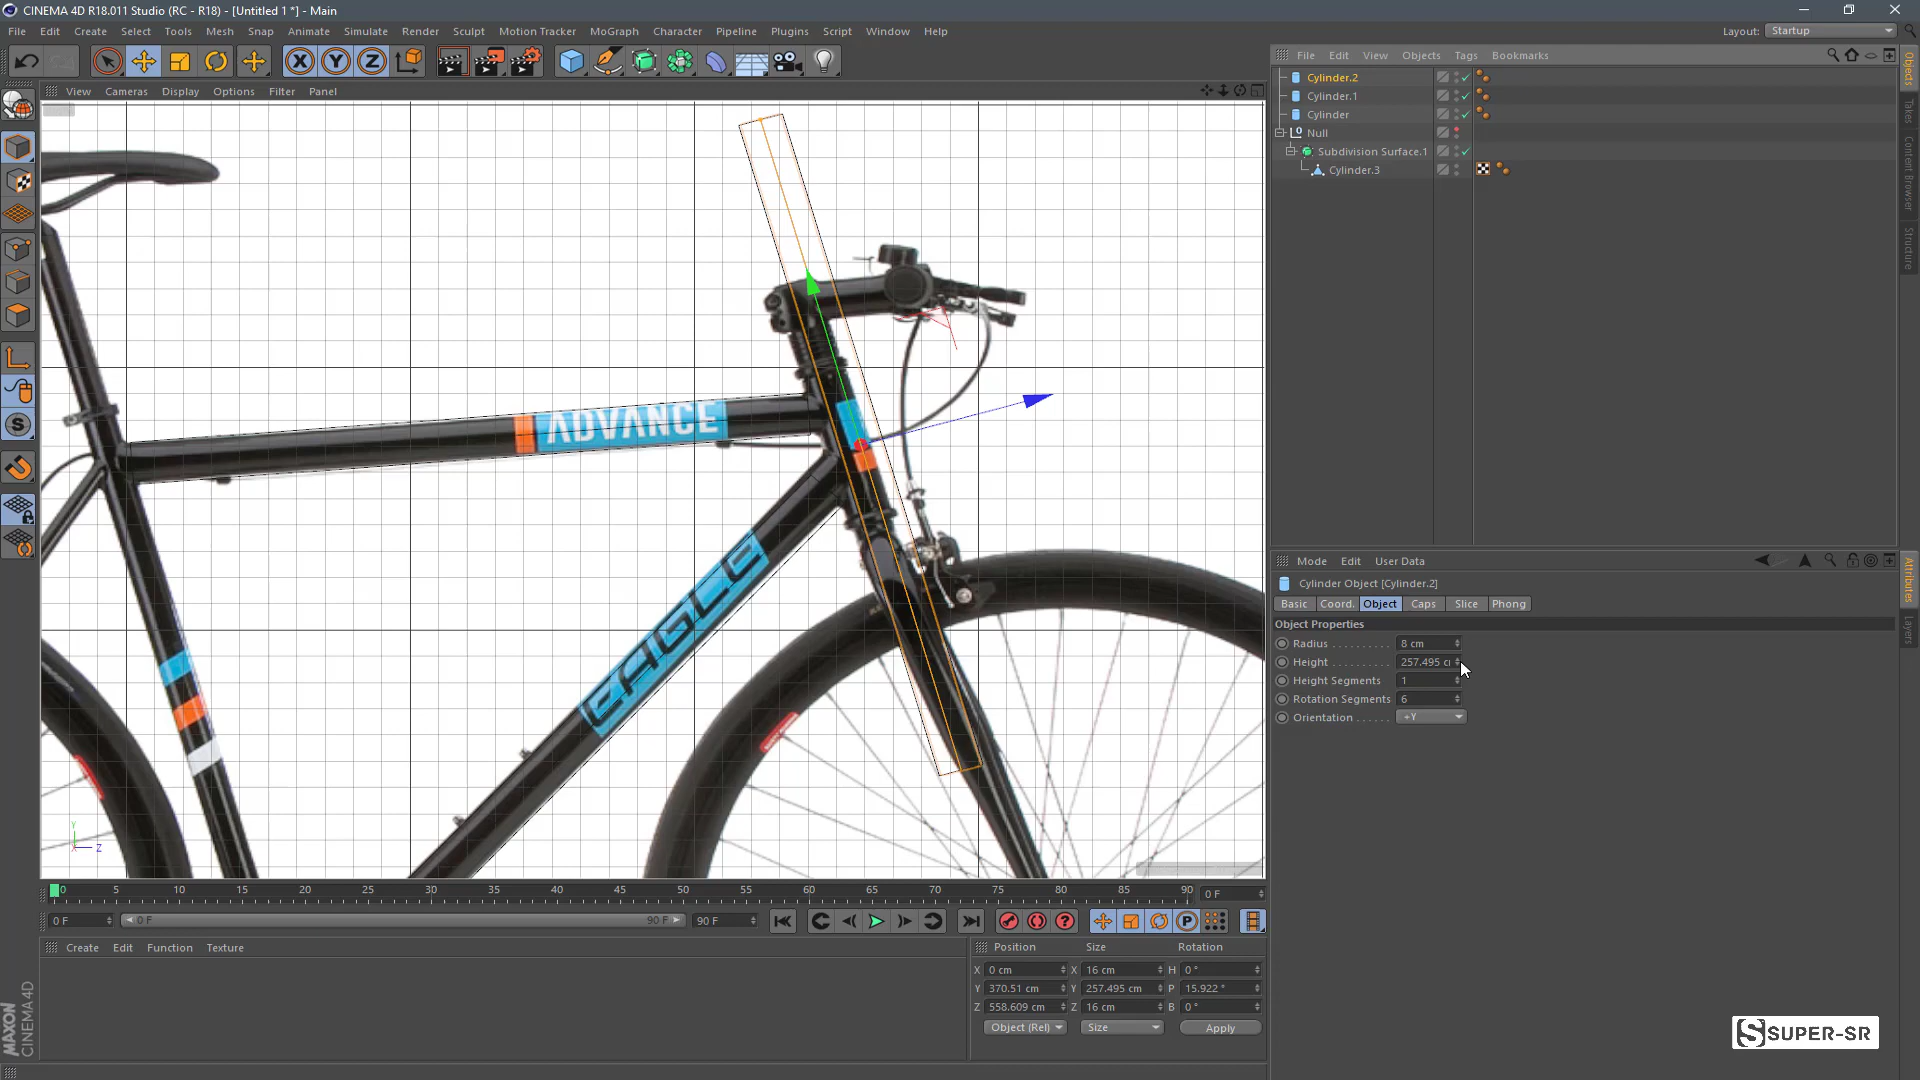 CINEMA 4D R18.011 Studio (RC - R18) - [Untitled 1 *] - Main
File Edit Create Select Tools Mesh Snap Animate Simulate Render Sculpt Motion Tracker MoGraph Character Pipeline Plugins Script Window Help
Layout: Startup
X Y Z
View Cameras Display Options Filter Panel
ADVANCE
EAGLE
Y
X Z
File Edit View Objects Tags Bookmarks
Cylinder.2
Cylinder.1
Cylinder
Null
Subdivision Surface.1
Cylinder.3
Objects
Takes
Content Browser
Structure
Mode Edit User Data
Cylinder Object [Cylinder.2]
Basic Coord. Object Caps Slice Phong
Object Properties
Radius . . . . . . . . . 8 cm
Height . . . . . . . . . 257.495 c
Height Segments 1
Rotation Segments 6
Orientation . . . . . . +Y
Attributes
Layers
0 5 10 15 20 25 30 35 40 45 50 55 60 65 70 75 80 85 90 0 F
0 F 0 F 90 F 90 F
P
Create Edit Function Texture
Position Size Rotation
X 0 cm X 16 cm H 0 °
Y 370.51 cm Y 257.495 cm P 15.922 °
Z 558.609 cm Z 16 cm B 0 °
Object (Rel) Size Apply
MAXON
CINEMA 4D
S SUPER-SR